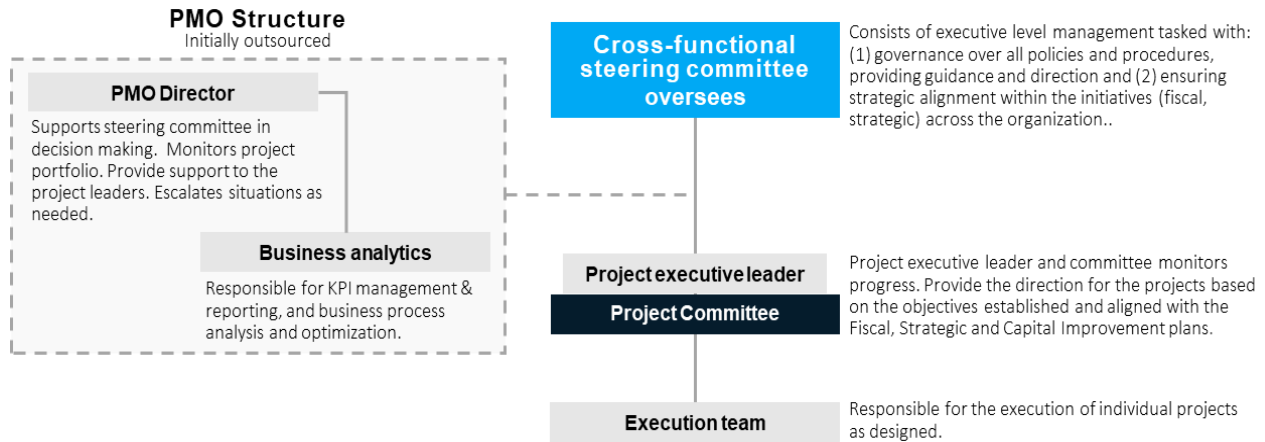 PMO Structure
Initially outsourced
PMO Director
Supports steering committee in
decision making.  Monitors project
portfolio. Provide support to the
project leaders. Escalates situations as
needed.
Business analytics
Responsible for KPI management &
reporting, and business process
analysis and optimization.
Cross-functional
steering committee
oversees
Consists of executive level management tasked with:
(1) governance over all policies and procedures,
providing guidance and direction and (2) ensuring
strategic alignment within the initiatives (fiscal,
strategic) across the organization..
Project executive leader
Project Committee
Project executive leader and committee monitors
progress. Provide the direction for the projects based
on the objectives established and aligned with the
Fiscal, Strategic and Capital Improvement plans.
Execution team
Responsible for the execution of individual projects
as designed.